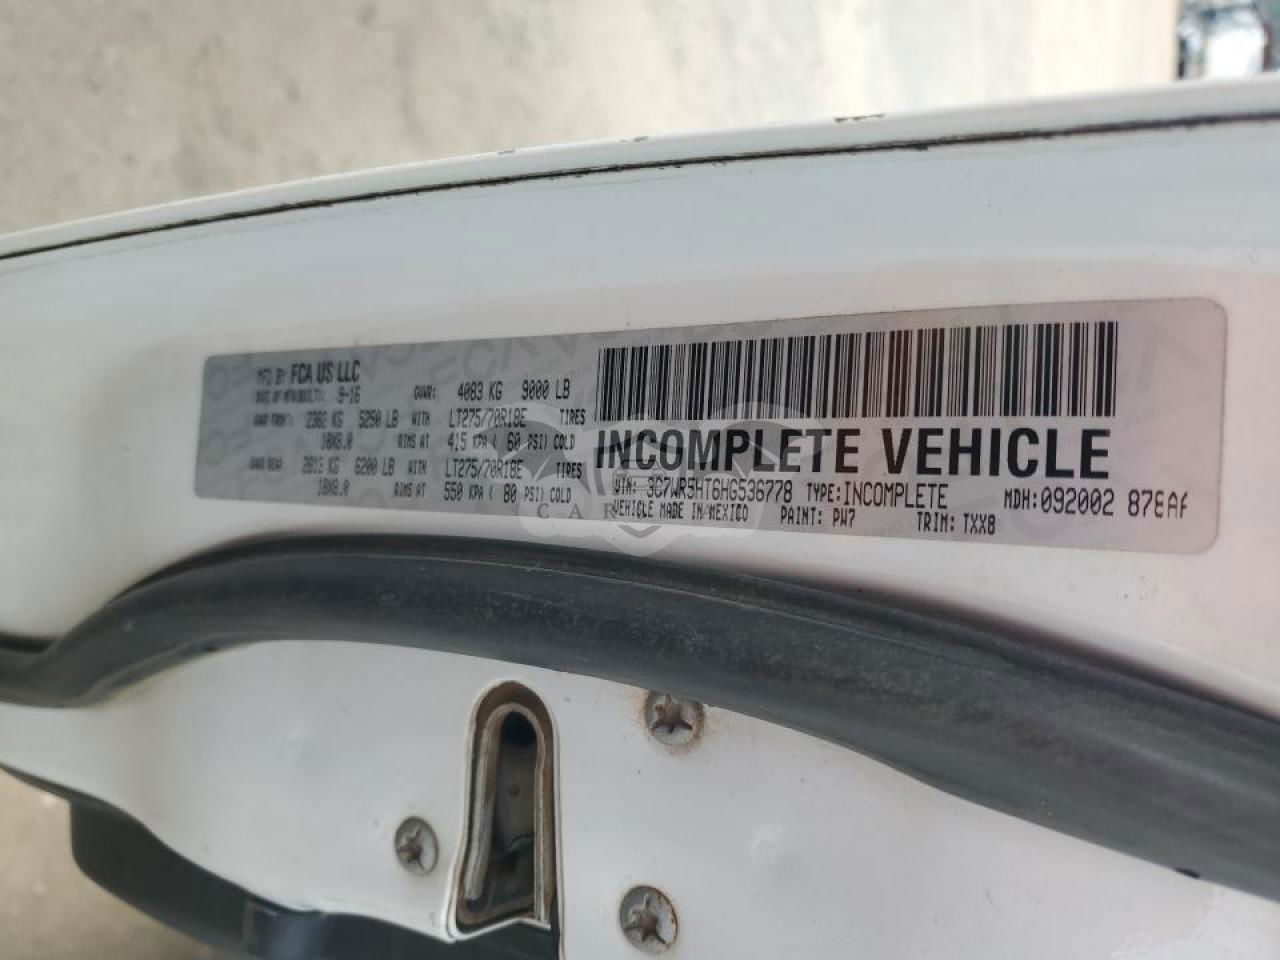 MFD BY FCA US LLC
DATE OF MFR(BUILT): 9-16 GVWR: 4083 KG 9000 LB
GAWR FRONT: 2382 KG 5250 LB WITH LT275/70R18E TIRES
18X8.0 RIMS AT 415 KPA ( 60 PSI) COLD
GAWR REAR 2813 KG 6200 LB WITH LT275/70R18E TIRES
18X8.0 RIMS AT 550 KPA ( 80 PSI) COLD
INCOMPLETE VEHICLE
VIN: 3C7WR5HT6HG536778 TYPE:INCOMPLETE MDH:092002 878AA
VEHICLE MADE IN MEXICO PAINT: PW7 TRIM: TXX8